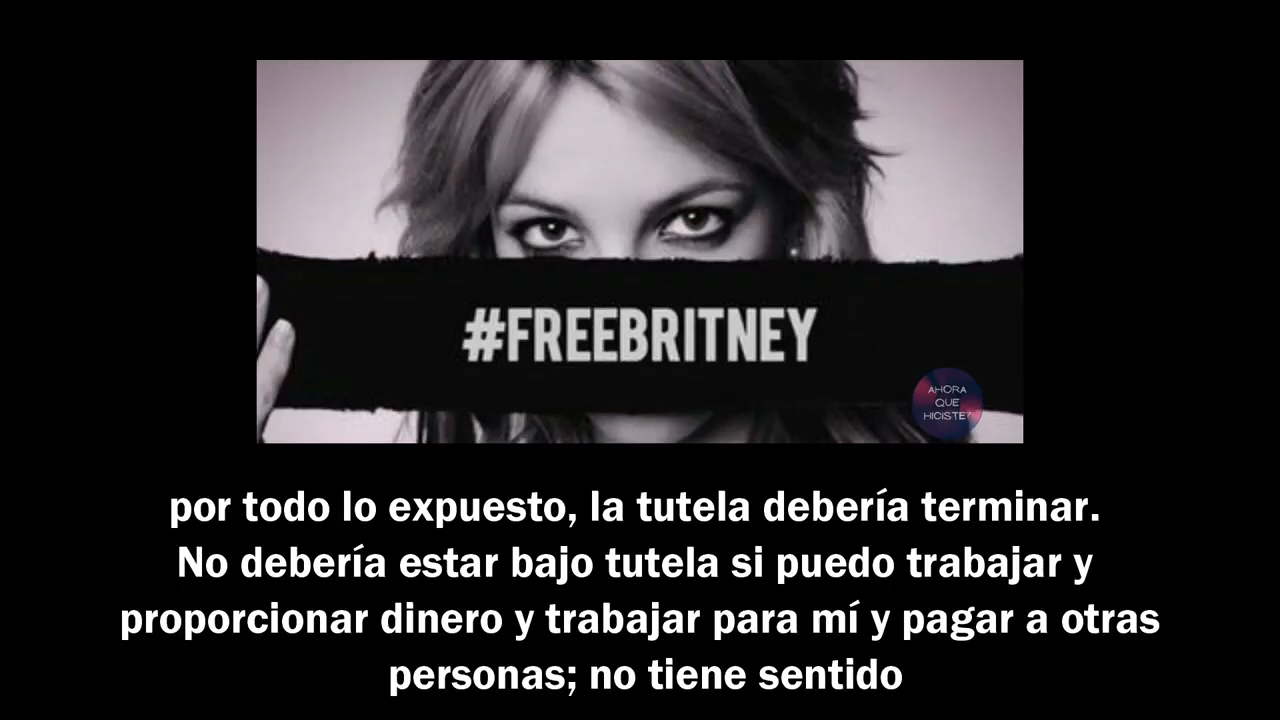 #FREEBRITNEY
AHORA
QUE
HICISTE?
por todo lo expuesto, la tutela debería terminar.
No debería estar bajo tutela si puedo trabajar y
proporcionar dinero y trabajar para mí y pagar a otras
personas; no tiene sentido